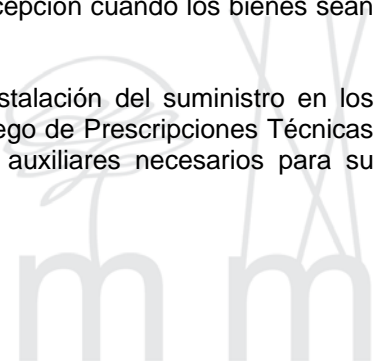 cepción cuando los bienes sean
stalación del suministro en los
ego de Prescripciones Técnicas
auxiliares necesarios para su
m m